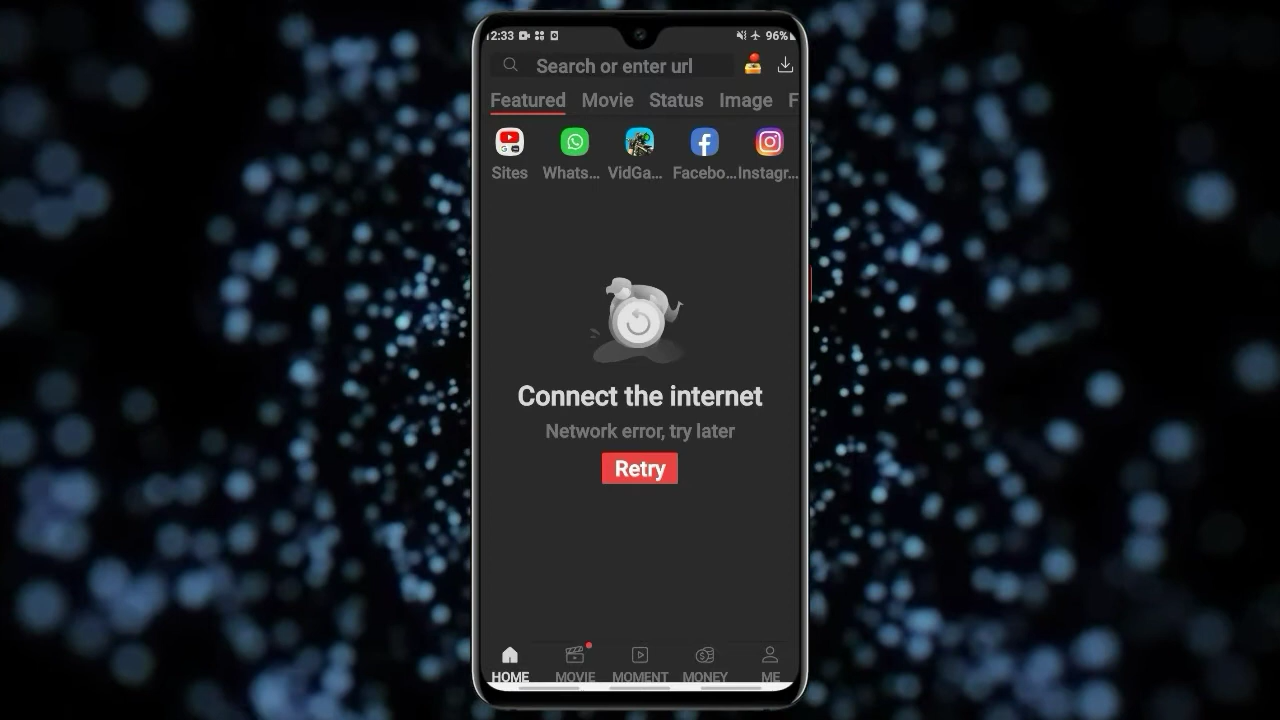 12:33 96%
Search or enter url
Featured Movie Status Image F
Sites Whats... VidGa... Facebo... Instagr...
Connect the internet
Network error, try later
Retry
HOME MOVIE MOMENT MONEY ME